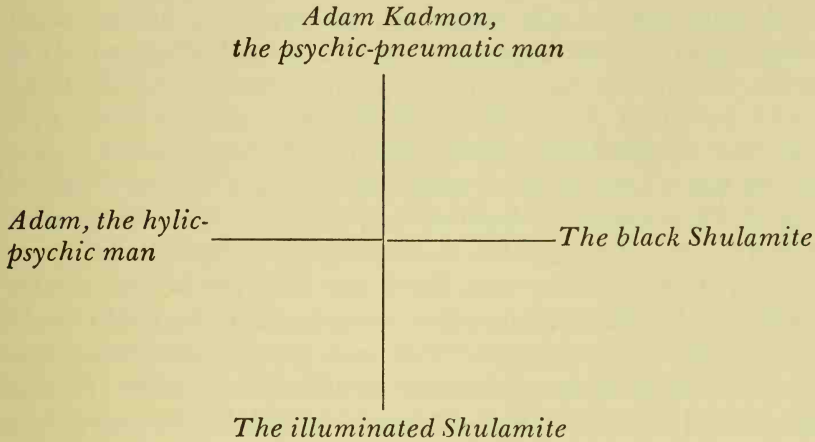 Adam Kadmon,
the psychic-pneumatic man
Adam, the hylic-
psychic man
The black Shulamite
The illuminated Shulamite